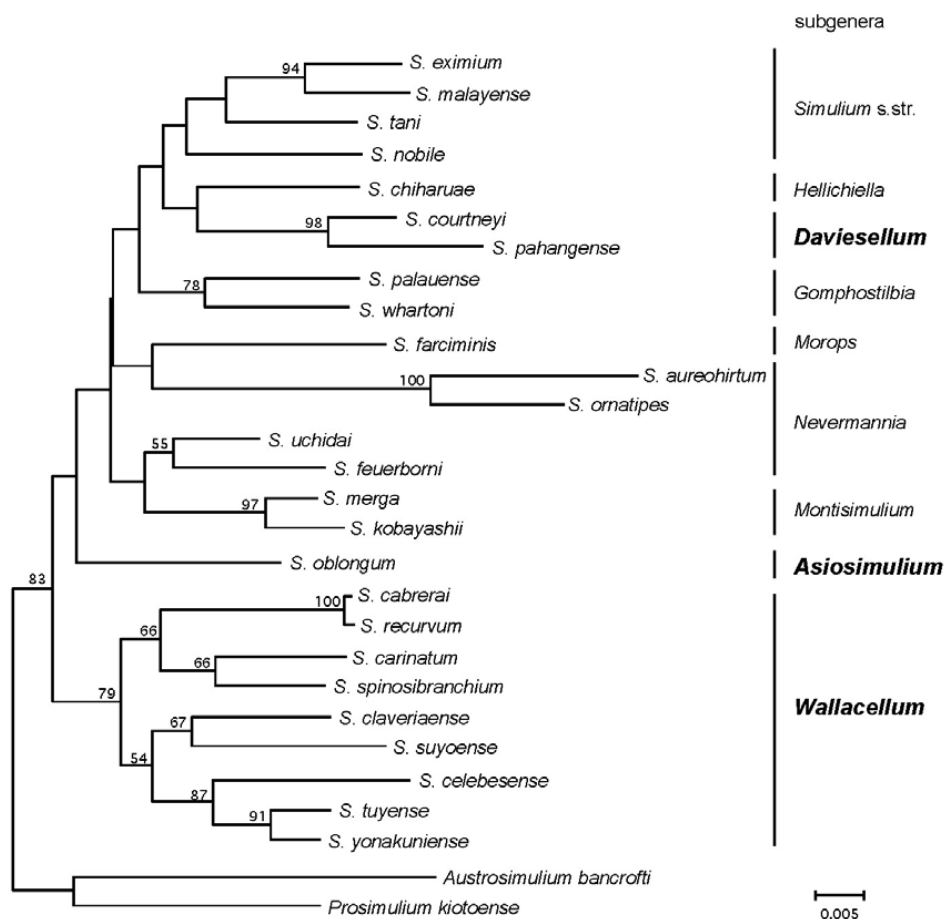 subgenera
94
S. eximium
S. malayense
S. tani
S. nobile
Simulium s.str.
S. chiharuae
Hellichiella
98
S. courtneyi
S. pahangense
Daviesellum
78
S. palauense
S. whartoni
Gomphostilbia
S. farciminis
Morops
100
S. aureohirtum
S. ornatipes
Nevermannia
55
S. uchidai
S. feuerborni
97
S. merga
S. kobayashii
Montisimulium
S. oblongum
Asiosimulium
83
100
S. cabrerai
S. recurvum
66
66
S. carinatum
S. spinosibranchium
79
Wallacellum
67
S. claveriaense
S. suyoense
54
S. celebesense
87
91
S. tuyense
S. yonakuniense
Austrosimulium bancrofti
Prosimulium kiotoense
0.005